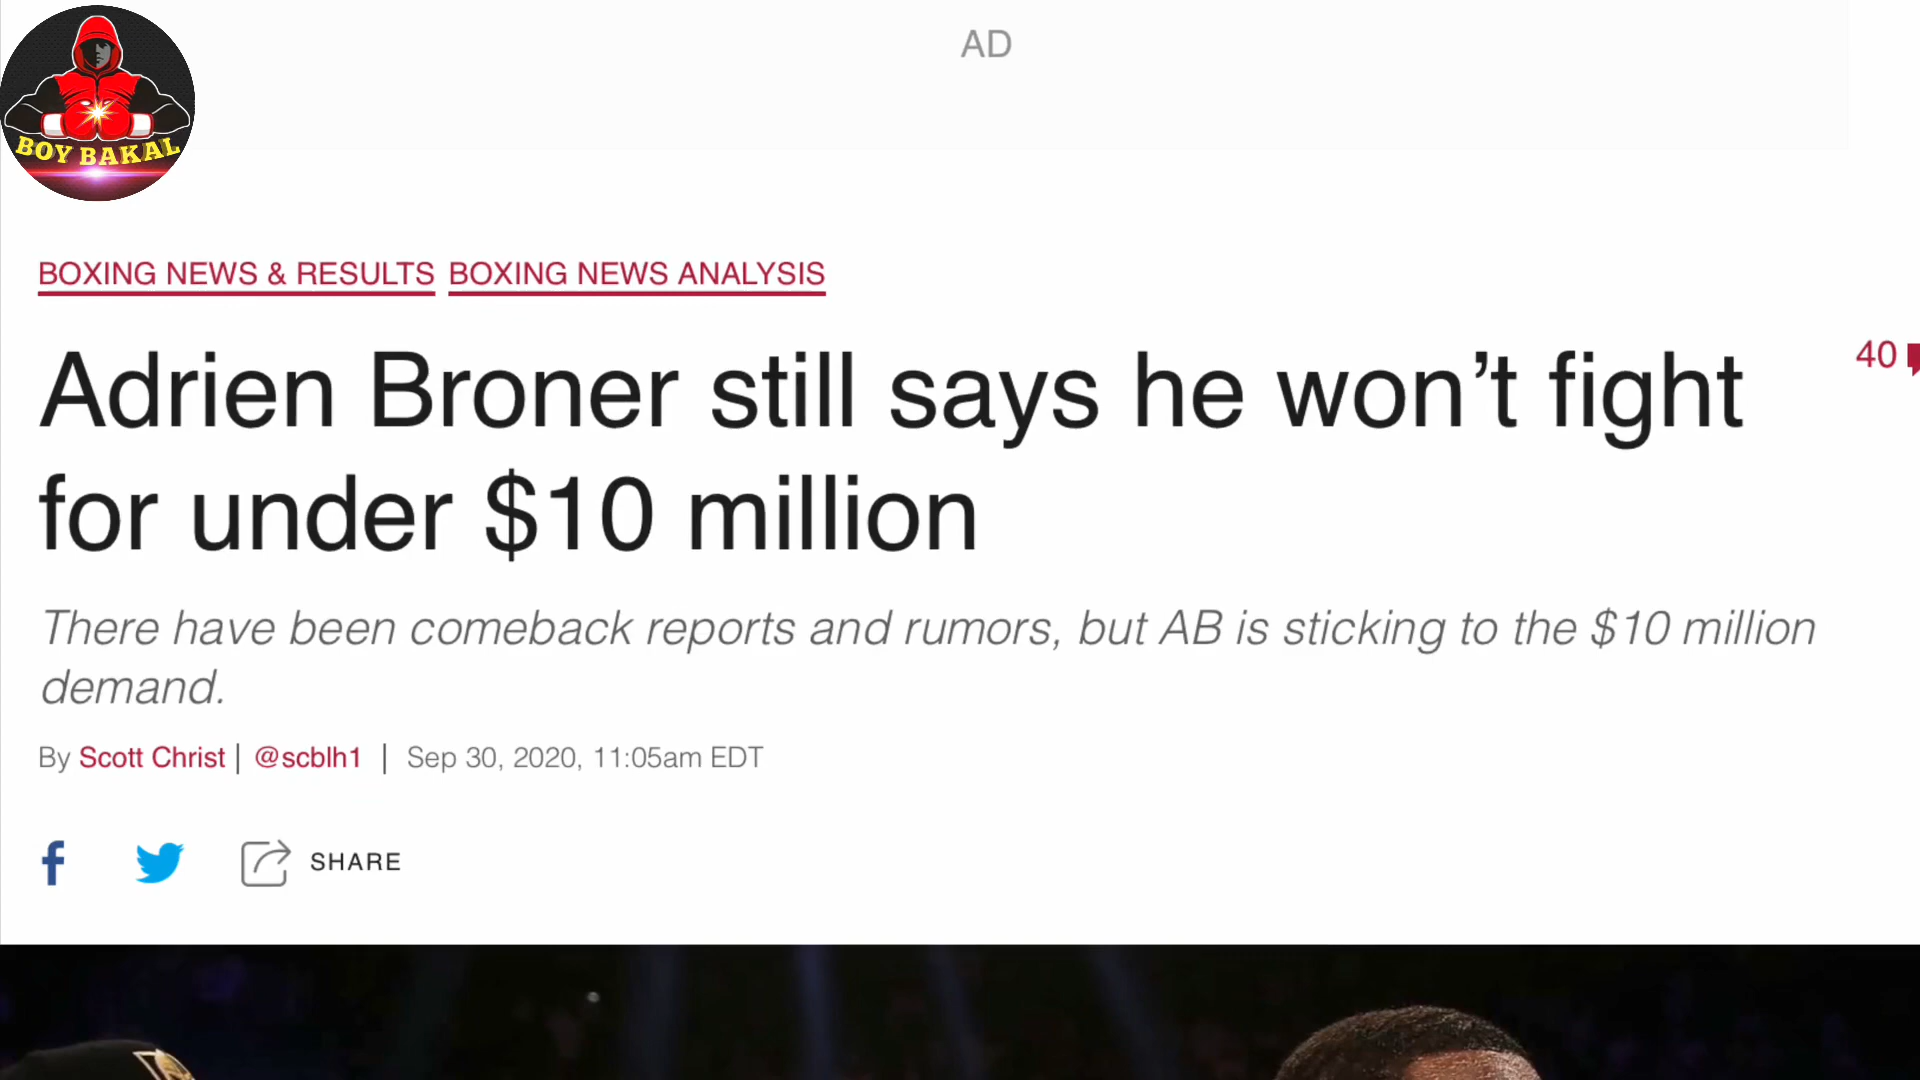 AD
BOY BAKAL
BOXING NEWS & RESULTS BOXING NEWS ANALYSIS
Adrien Broner still says he won’t fight
for under $10 million
40
There have been comeback reports and rumors, but AB is sticking to the $10 million
demand.
By Scott Christ | @scblh1 | Sep 30, 2020, 11:05am EDT
SHARE